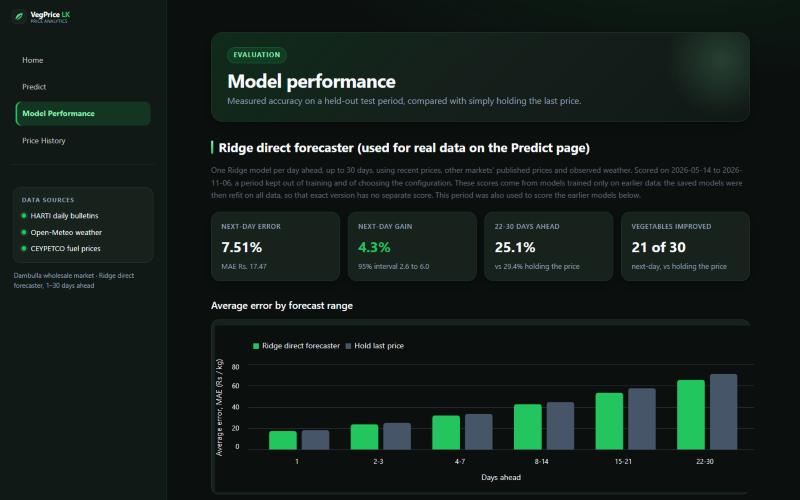 VegPrice LK
PRICE ANALYTICS
Home
Predict
Model Performance
Price History
DATA SOURCES
HARTI daily bulletins
Open-Meteo weather
CEYPETCO fuel prices
Dambulla wholesale market · Ridge direct
forecaster, 1–30 days ahead
EVALUATION
Model performance
Measured accuracy on a held-out test period, compared with simply holding the last price.
Ridge direct forecaster (used for real data on the Predict page)
One Ridge model per day ahead, up to 30 days, using recent prices, other markets' published prices and observed weather. Scored on 2026-05-14 to 2026-
11-06, a period kept out of training and of choosing the configuration. These scores come from models trained only on earlier data; the saved models were
then refit on all data, so that exact version has no separate score. This period was also used to score the earlier models below.
NEXT-DAY ERROR
7.51%
MAE Rs. 17.47
NEXT-DAY GAIN
4.3%
95% interval 2.6 to 6.0
22-30 DAYS AHEAD
25.1%
vs 29.4% holding the price
VEGETABLES IMPROVED
21 of 30
next-day, vs holding the price
Average error by forecast range
Ridge direct forecaster
Hold last price
Average error, MAE (Rs / kg)
80
60
40
20
0
1
2-3
4-7
8-14
15-21
22-30
Days ahead